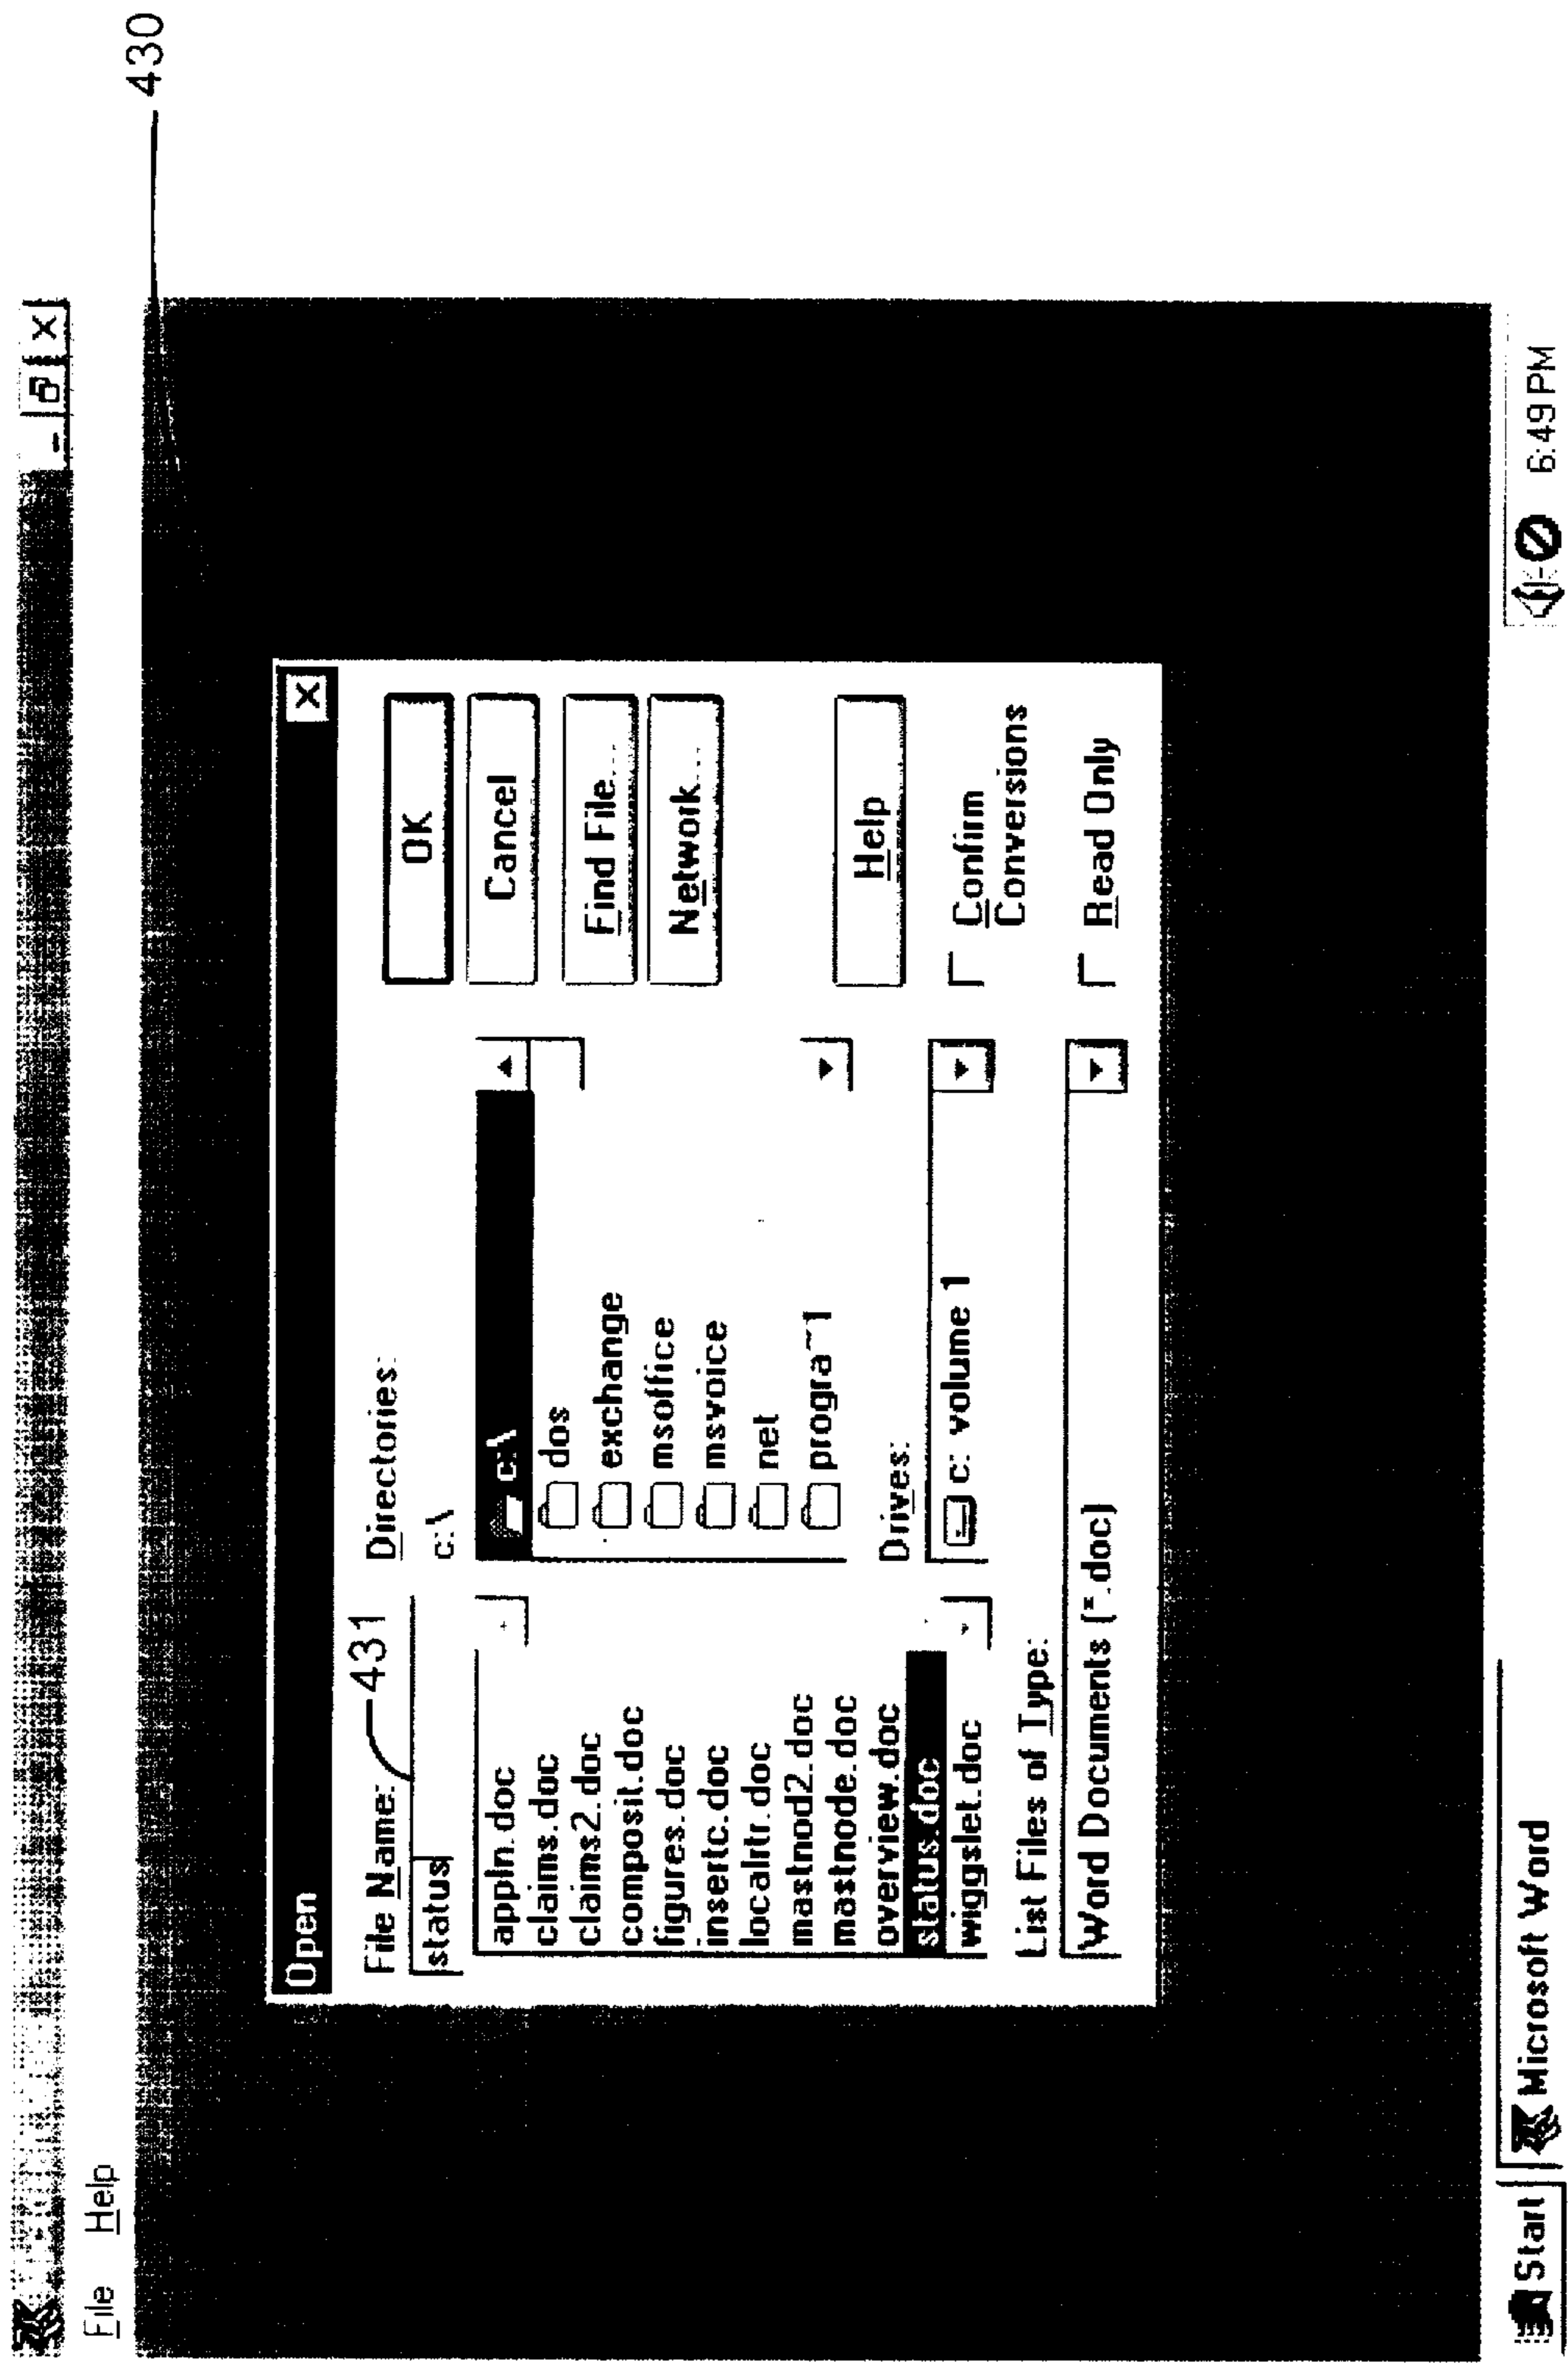 430
File Help
Open
File Name:
431
status
appln.doc
claims.doc
claims2.doc
composit.doc
figures.doc
insertc.doc
localrtr.doc
mastnod2.doc
mastnode.doc
overview.doc
status.doc
wiggslet.doc
List Files of Type:
Word Documents (*.doc)
Directories:
c:\
c:\
dos
exchange
msoffice
msvoice
net
progra~1
Drives:
c: volume 1
OK
Cancel
Find File...
Network...
Help
Confirm
Conversions
Read Only
Start
Microsoft Word
6:49 PM